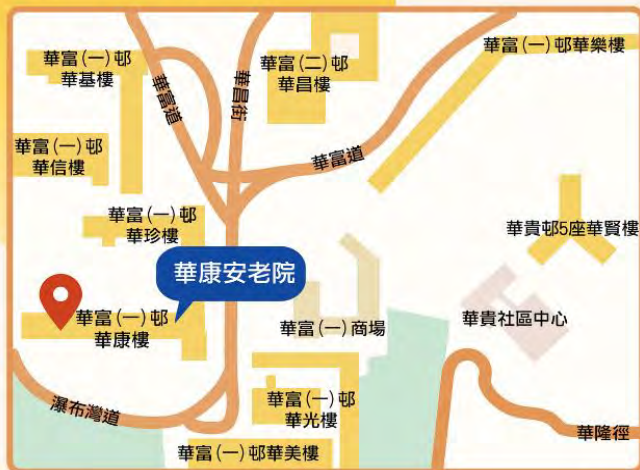 華富(一)邨
華基樓
華富道
華昌街
華富(二)邨
華昌樓
華富(一)邨華樂樓
華富(一)邨
華信樓
華富道
華富(一)邨
華珍樓
華貴邨5座華賢樓
華康安老院
華富(一)邨
華康樓
華富(一)商場
華貴社區中心
瀑布灣道
華富(一)邨
華光樓
華隆徑
華富(一)邨華美樓